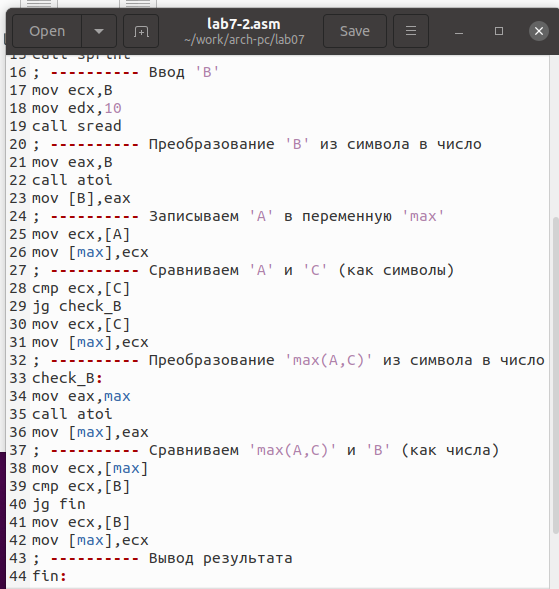 Open
lab7-2.asm
~/work/arch-pc/lab07
Save
15 call sprint
16 ; ----------- Ввод 'B'
17 mov ecx,B
18 mov edx,10
19 call sread
20 ; ----------- Преобразование 'B' из символа в число
21 mov eax,B
22 call atoi
23 mov [B],eax
24 ; ----------- Записываем 'A' в переменную 'max'
25 mov ecx,[A]
26 mov [max],ecx
27 ; ----------- Сравниваем 'A' и 'C' (как символы)
28 cmp ecx,[C]
29 jg check_B
30 mov ecx,[C]
31 mov [max],ecx
32 ; ----------- Преобразование 'max(A,C)' из символа в число
33 check_B:
34 mov eax,max
35 call atoi
36 mov [max],eax
37 ; ----------- Сравниваем 'max(A,C)' и 'B' (как числа)
38 mov ecx,[max]
39 cmp ecx,[B]
40 jg fin
41 mov ecx,[B]
42 mov [max],ecx
43 ; ----------- Вывод результата
44 fin: